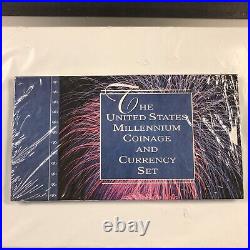 THE
UNITED STATES
MILLENNIUM
COINAGE
AND
CURRENCY
SET